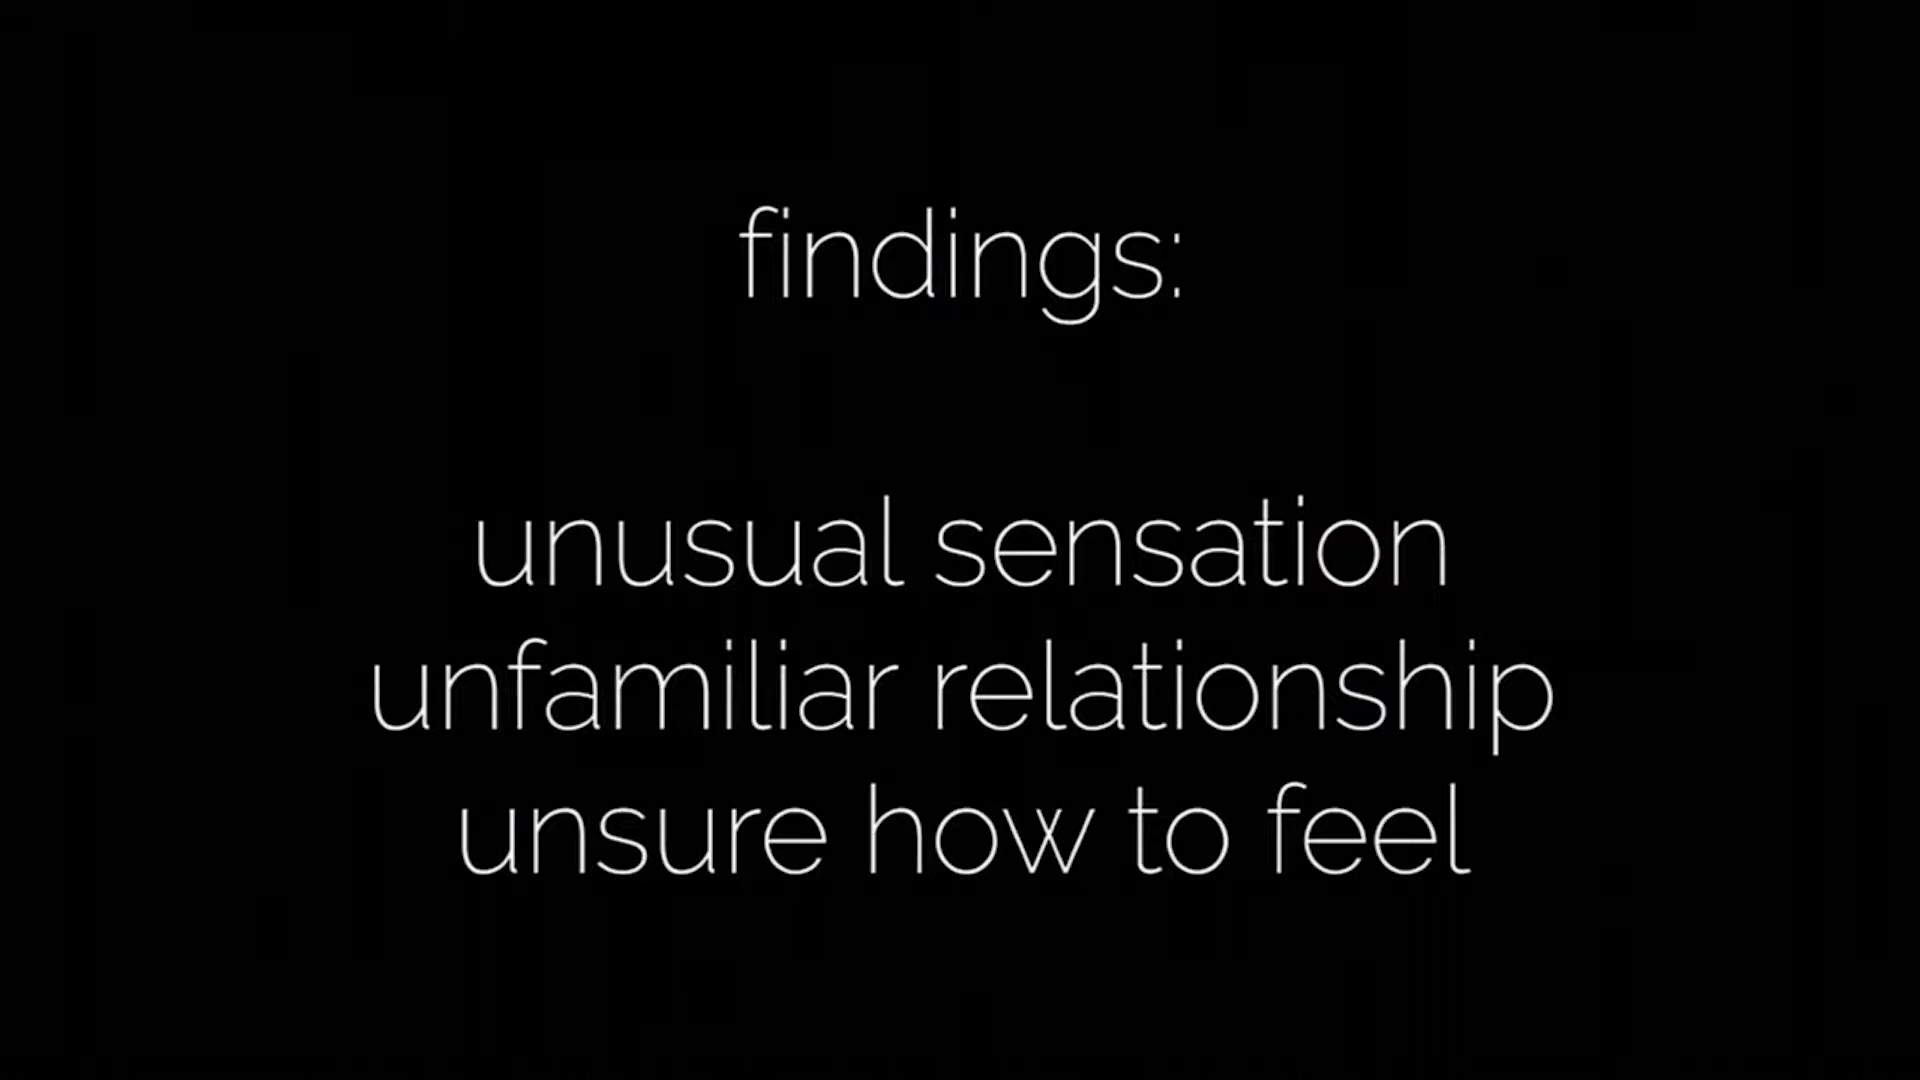 findings:
unusual sensation
unfamiliar relationship
unsure how to feel